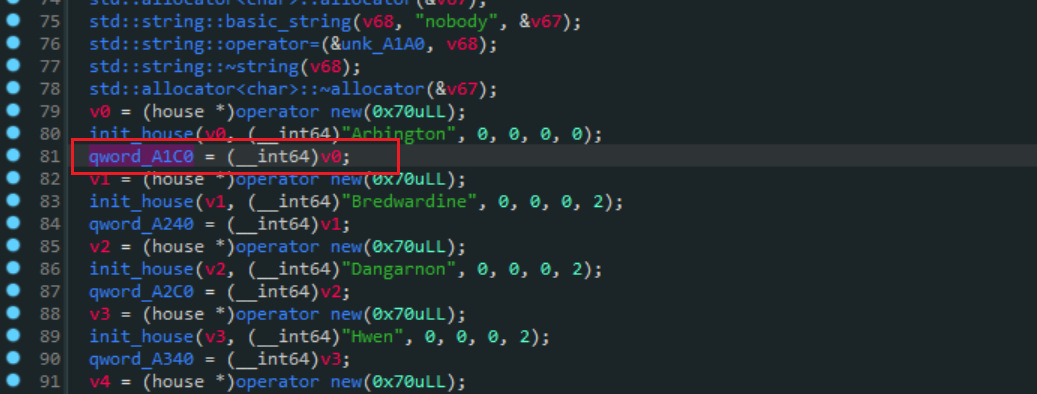 74 std::allocator<char>::allocator(&v67);
75 std::string::basic_string(v68, "nobody", &v67);
76 std::string::operator=(&unk_A1A0, v68);
77 std::string::~string(v68);
78 std::allocator<char>::~allocator(&v67);
79 v0 = (house *)operator new(0x70uLL);
80 init_house(v0, (__int64)"Arbington", 0, 0, 0, 0);
81 qword_A1C0 = (__int64)v0;
82 v1 = (house *)operator new(0x70uLL);
83 init_house(v1, (__int64)"Bredwardine", 0, 0, 0, 2);
84 qword_A240 = (__int64)v1;
85 v2 = (house *)operator new(0x70uLL);
86 init_house(v2, (__int64)"Dangarnon", 0, 0, 0, 2);
87 qword_A2C0 = (__int64)v2;
88 v3 = (house *)operator new(0x70uLL);
89 init_house(v3, (__int64)"Hwen", 0, 0, 0, 2);
90 qword_A340 = (__int64)v3;
91 v4 = (house *)operator new(0x70uLL);